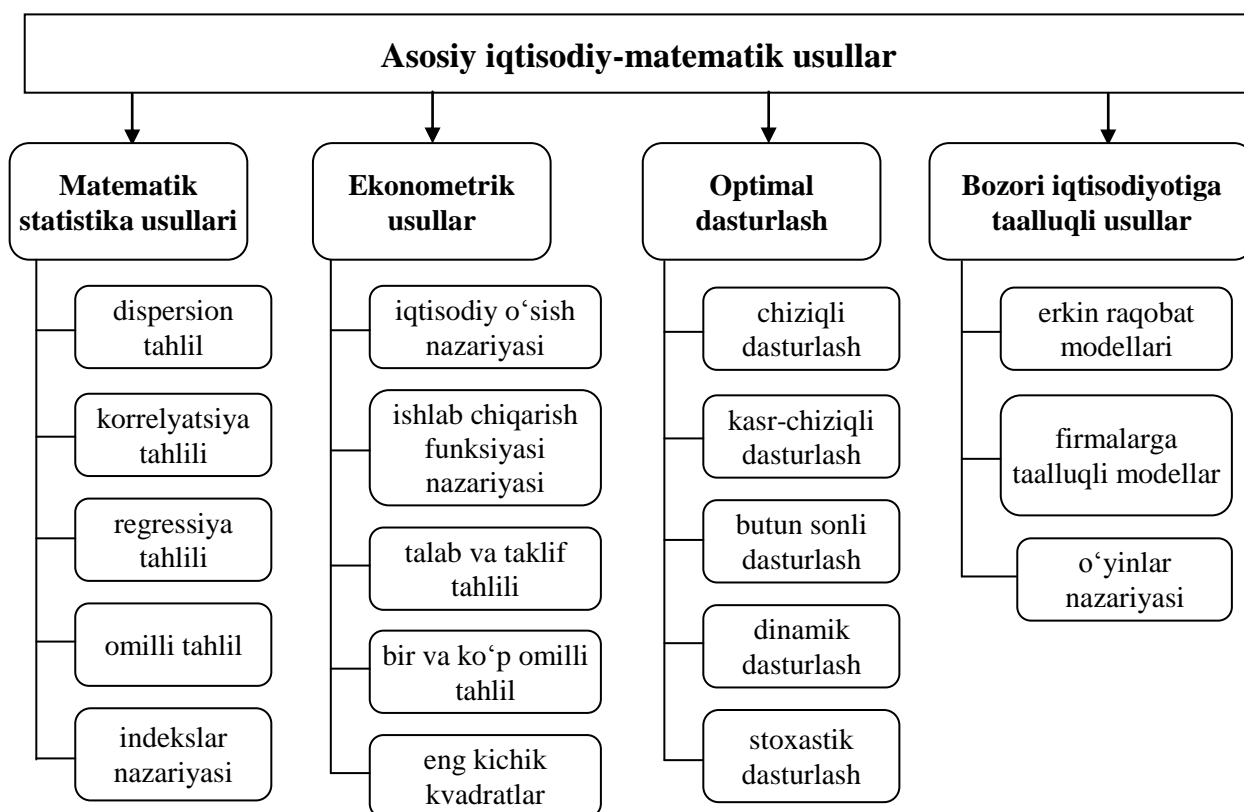 Asosiy iqtisodiy-matematik usullar
Matematik
statistika usullari
dispersion
tahlil
korrelyatsiya
tahlili
regressiya
tahlili
omilli tahlil
indekslar
nazariyasi
Ekonometrik
usullar
iqtisodiy o‘sish
nazariyasi
ishlab chiqarish
funksiyasi
nazariyasi
talab va taklif
tahlili
bir va ko‘p omilli
tahlil
eng kichik
kvadratlar
Optimal
dasturlash
chiziqli
dasturlash
kasr-chiziqli
dasturlash
butun sonli
dasturlash
dinamik
dasturlash
stoxastik
dasturlash
Bozori iqtisodiyotiga
taalluqli usullar
erkin raqobat
modellari
firmalarga
taalluqli modellar
o‘yinlar
nazariyasi